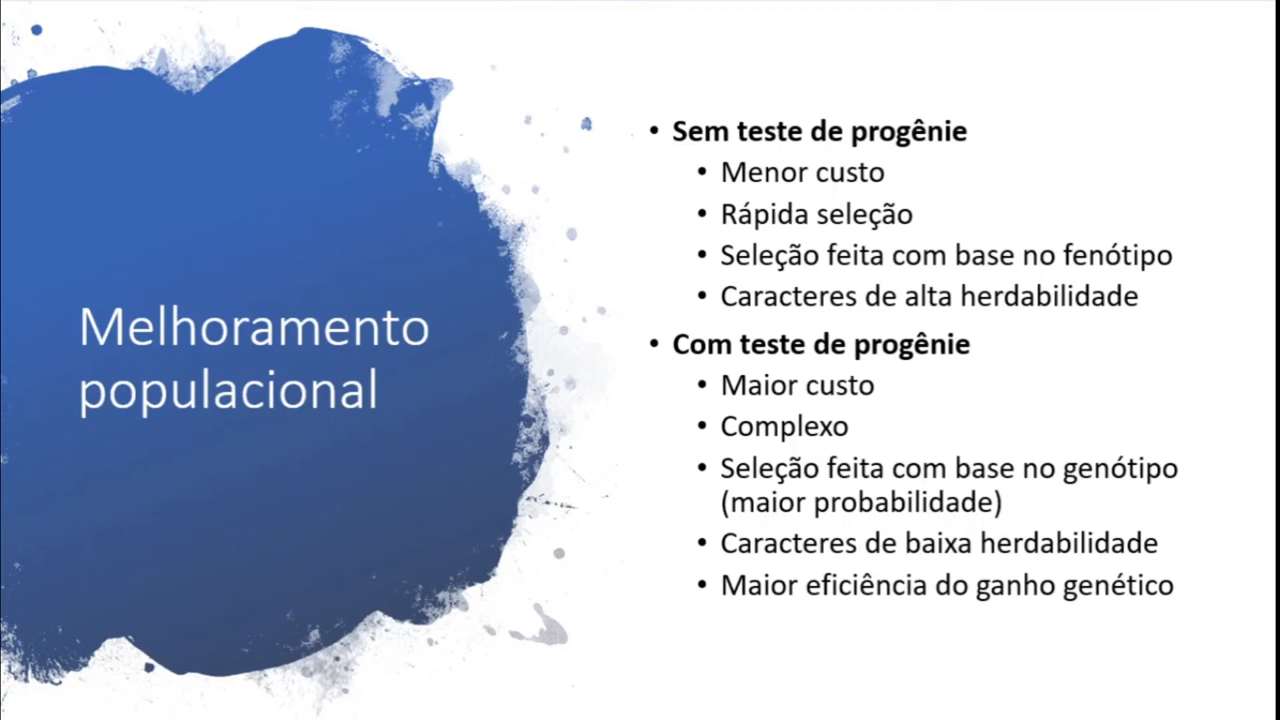 Melhoramento
populacional
• Sem teste de progênie
• Menor custo
• Rápida seleção
• Seleção feita com base no fenótipo
• Caracteres de alta herdabilidade
• Com teste de progênie
• Maior custo
• Complexo
• Seleção feita com base no genótipo
(maior probabilidade)
• Caracteres de baixa herdabilidade
• Maior eficiência do ganho genético